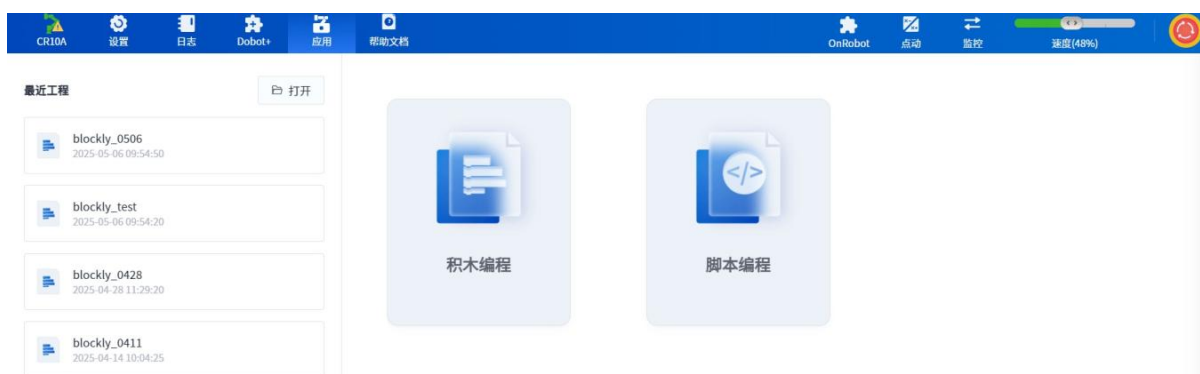 CR10A 设置 日志 Dobot+ 应用 帮助文档 OnRobot 点动 监控 速度(48%)
最近工程 打开
blockly_0506
2025-05-06 09:54:50
blockly_test
2025-05-06 09:54:20
blockly_0428
2025-04-28 11:29:20
blockly_0411
2025-04-14 10:04:25
</>
积木编程
脚本编程